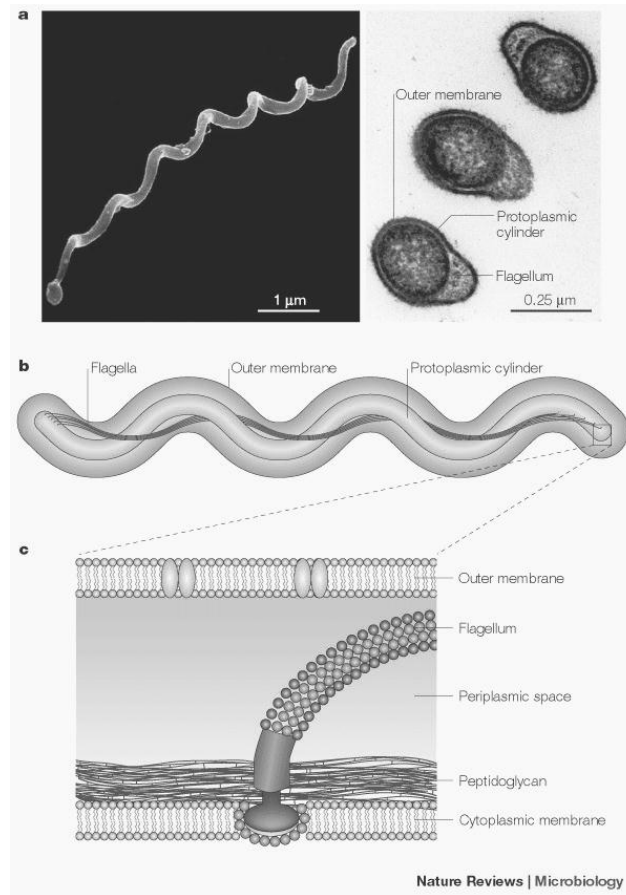 a
Outer membrane
Protoplasmic
cylinder
Flagellum
1 μm
0.25 μm
b
Flagella
Outer membrane
Protoplasmic cylinder
c
Outer membrane
Flagellum
Periplasmic space
Peptidoglycan
Cytoplasmic membrane
Nature Reviews | Microbiology